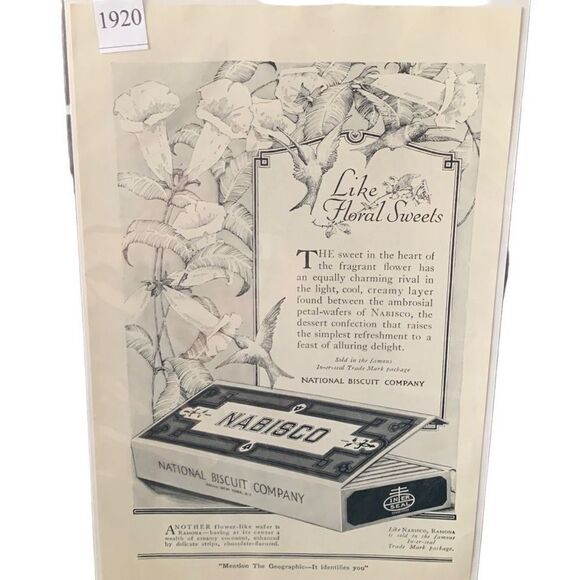 1920
Like
Floral Sweets
THE sweet in the heart of
the fragrant flower has
an equally charming rival in
the light, cool, creamy layer
found between the ambrosial
petal-wafers of NABISCO, the
dessert confection that raises
the simplest refreshment to a
feast of alluring delight.
Sold in the famous
In-er-seal Trade Mark package
NATIONAL BISCUIT COMPANY
NABISCO
NATIONAL BISCUIT COMPANY
NEW YORK, N.Y.
IN ER
SEAL
ANOTHER flower-like wafer is
RAMONA—having at its center a
wealth of creamy coconut, enhanced
by delicate strips, chocolate-flavored.
Like NABISCO, RAMONA
is sold in the famous
In-er-seal
Trade Mark package.
"Mention The Geographic—It identifies you"